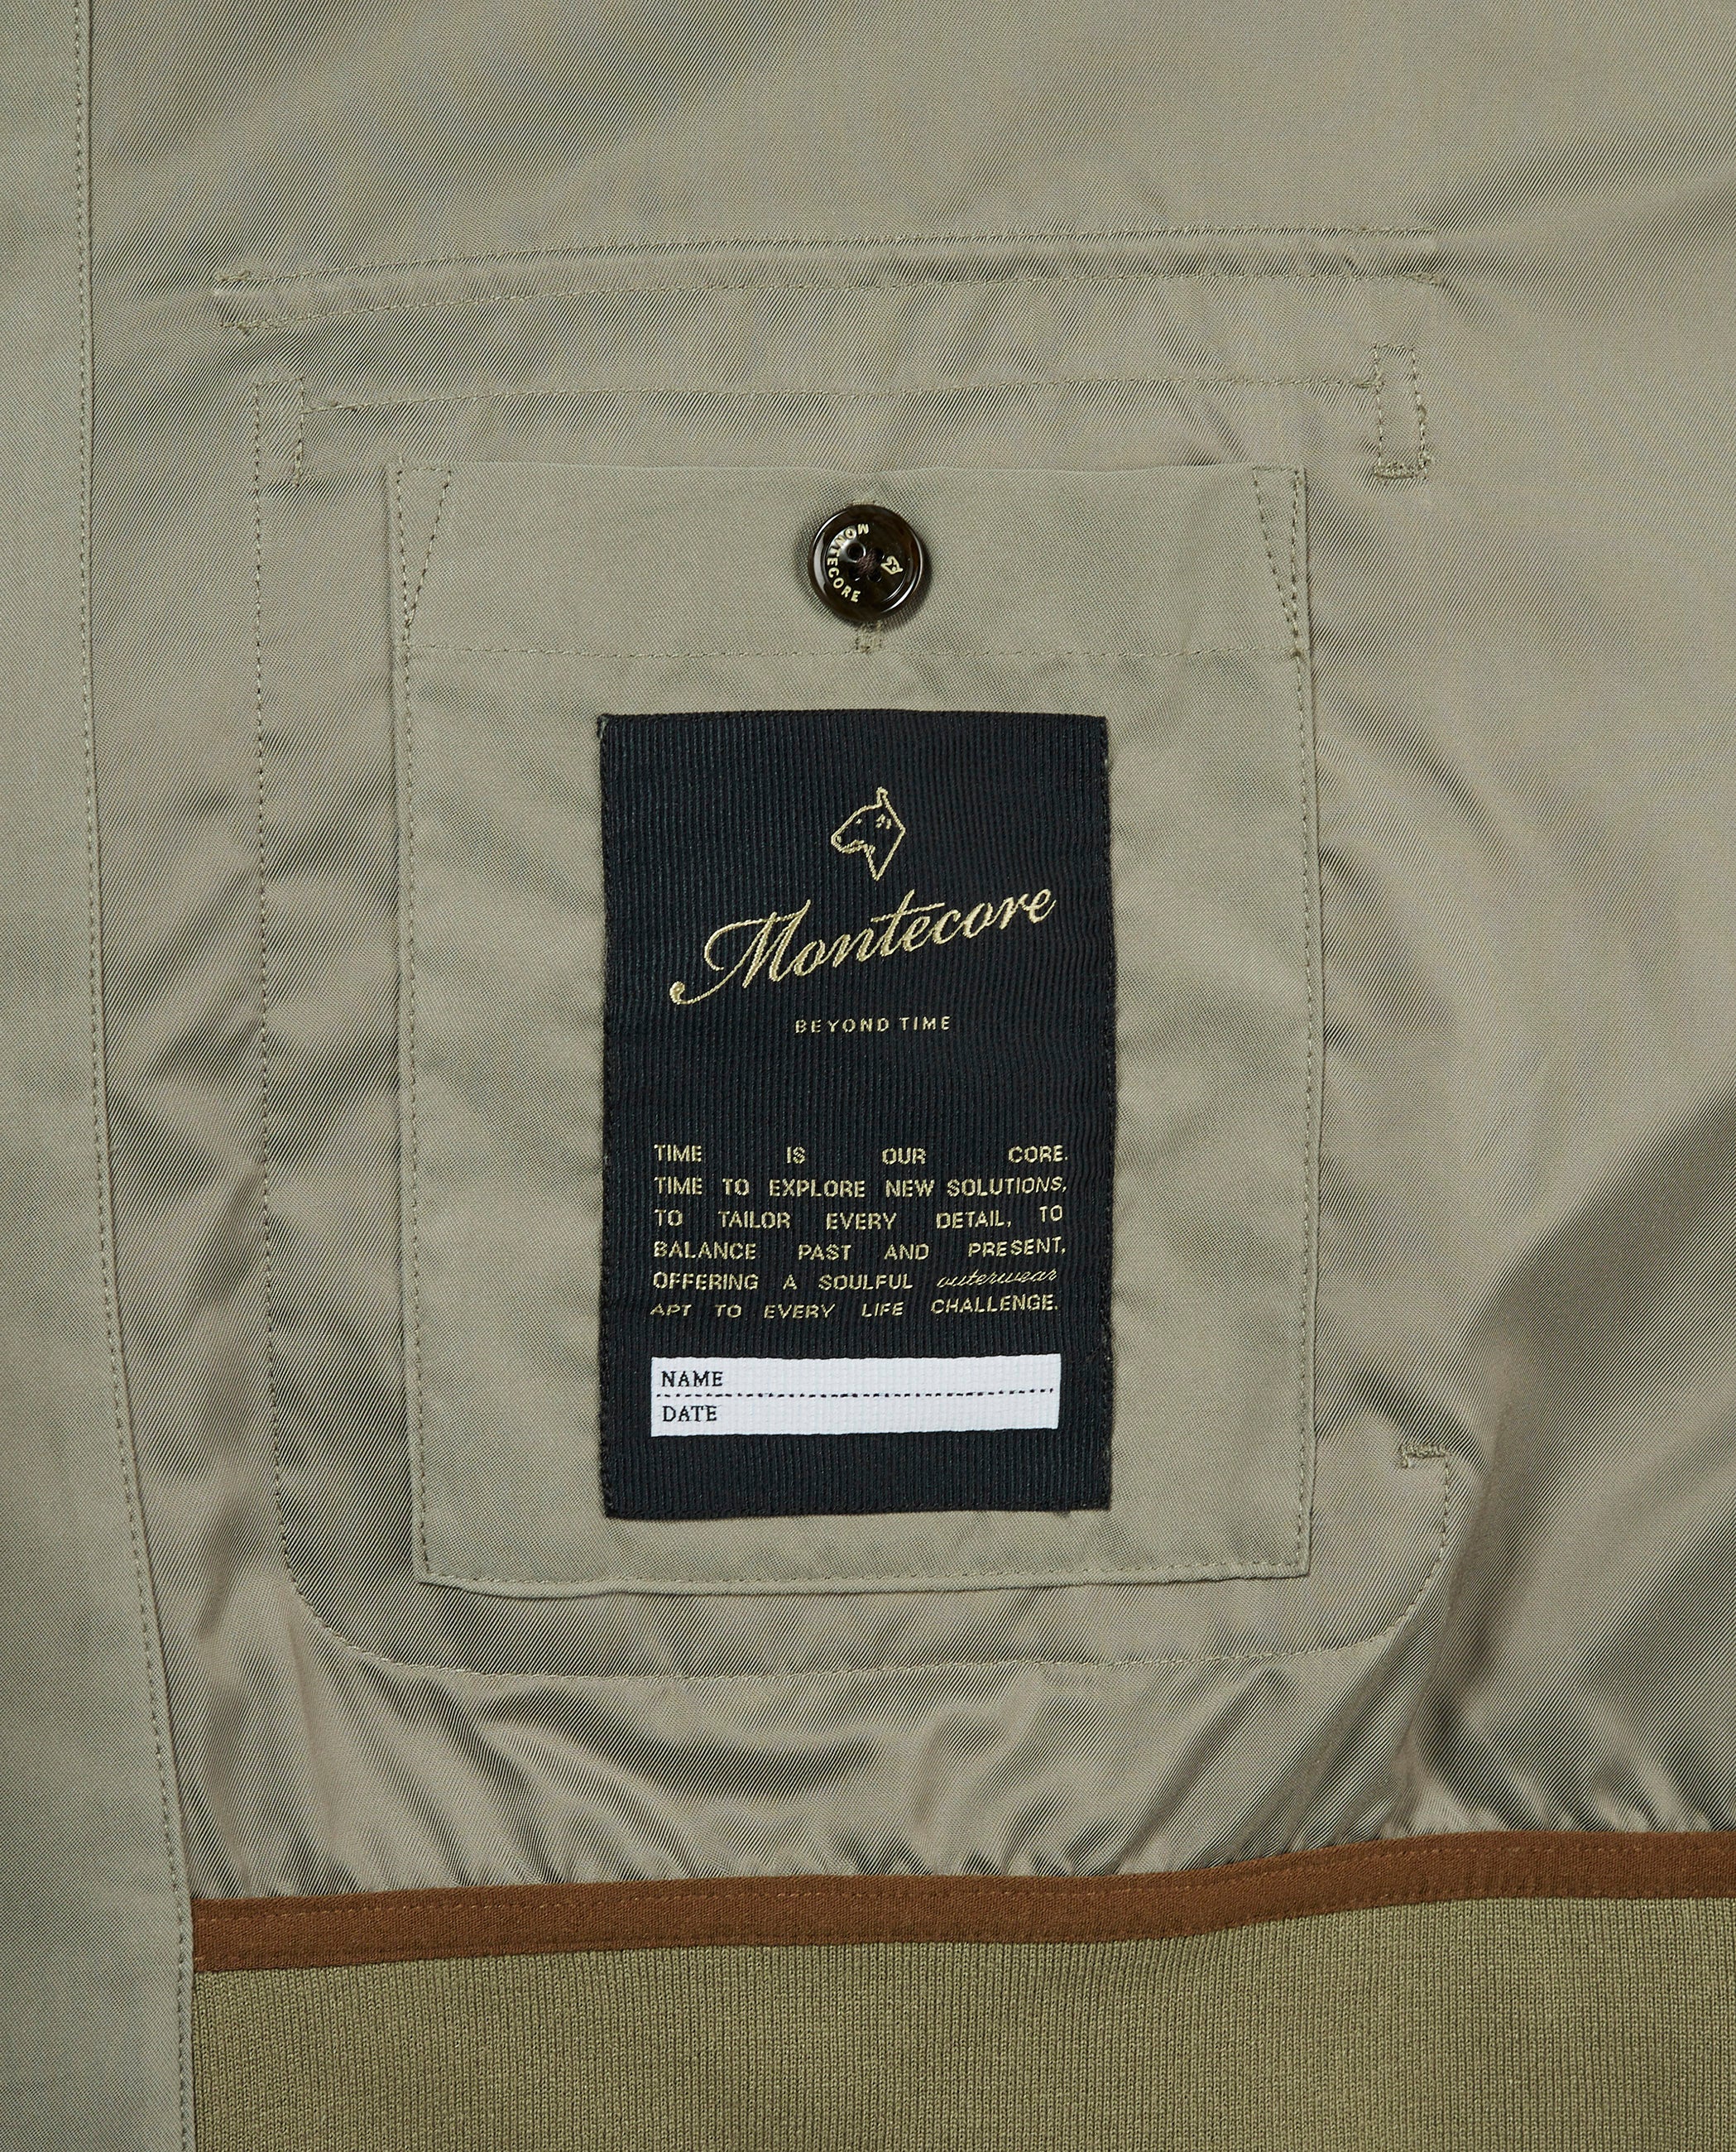 MONTECORE
Montecore
BEYOND TIME
TIME IS OUR CORE.
TIME TO EXPLORE NEW SOLUTIONS,
TO TAILOR EVERY DETAIL, TO
BALANCE PAST AND PRESENT,
OFFERING A SOULFUL outerwear
APT TO EVERY LIFE CHALLENGE.
NAME
DATE